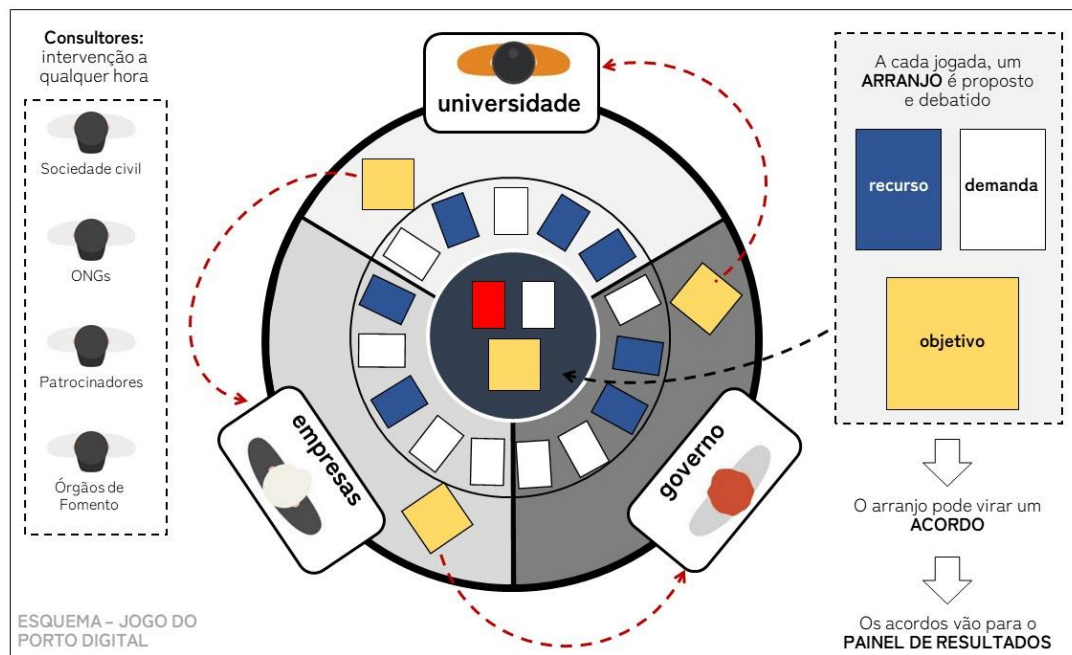 Consultores:
intervenção a
qualquer hora
Sociedade civil
ONGs
Patrocinadores
Órgãos de
Fomento
universidade
empresas
governo
A cada jogada, um
ARRANJO é proposto
e debatido
recurso
demanda
objetivo
O arranjo pode virar um
ACORDO
Os acordos vão para o
PAINEL DE RESULTADOS
ESQUEMA – JOGO DO
PORTO DIGITAL